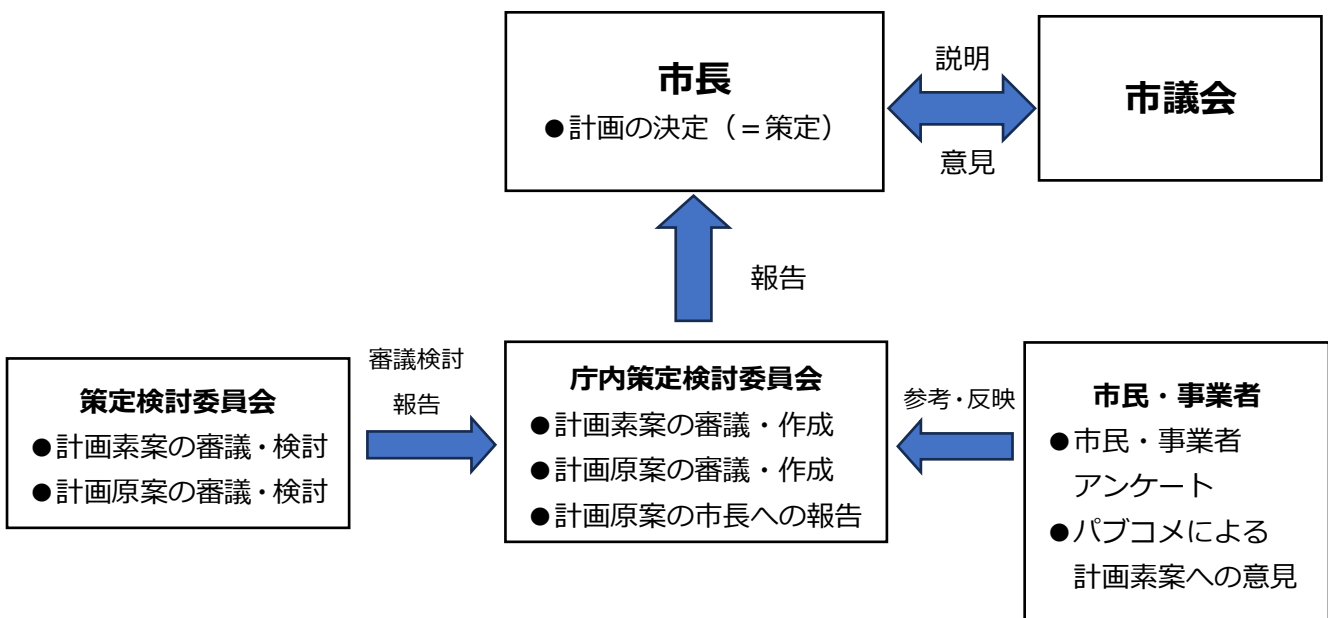 市長
●計画の決定（=策定）
説明
意見
市議会
報告
策定検討委員会
●計画素案の審議・検討
●計画原案の審議・検討
審議検討
報告
庁内策定検討委員会
●計画素案の審議・作成
●計画原案の審議・作成
●計画原案の市長への報告
参考・反映
市民・事業者
●市民・事業者
アンケート
●パブコメによる
計画素案への意見